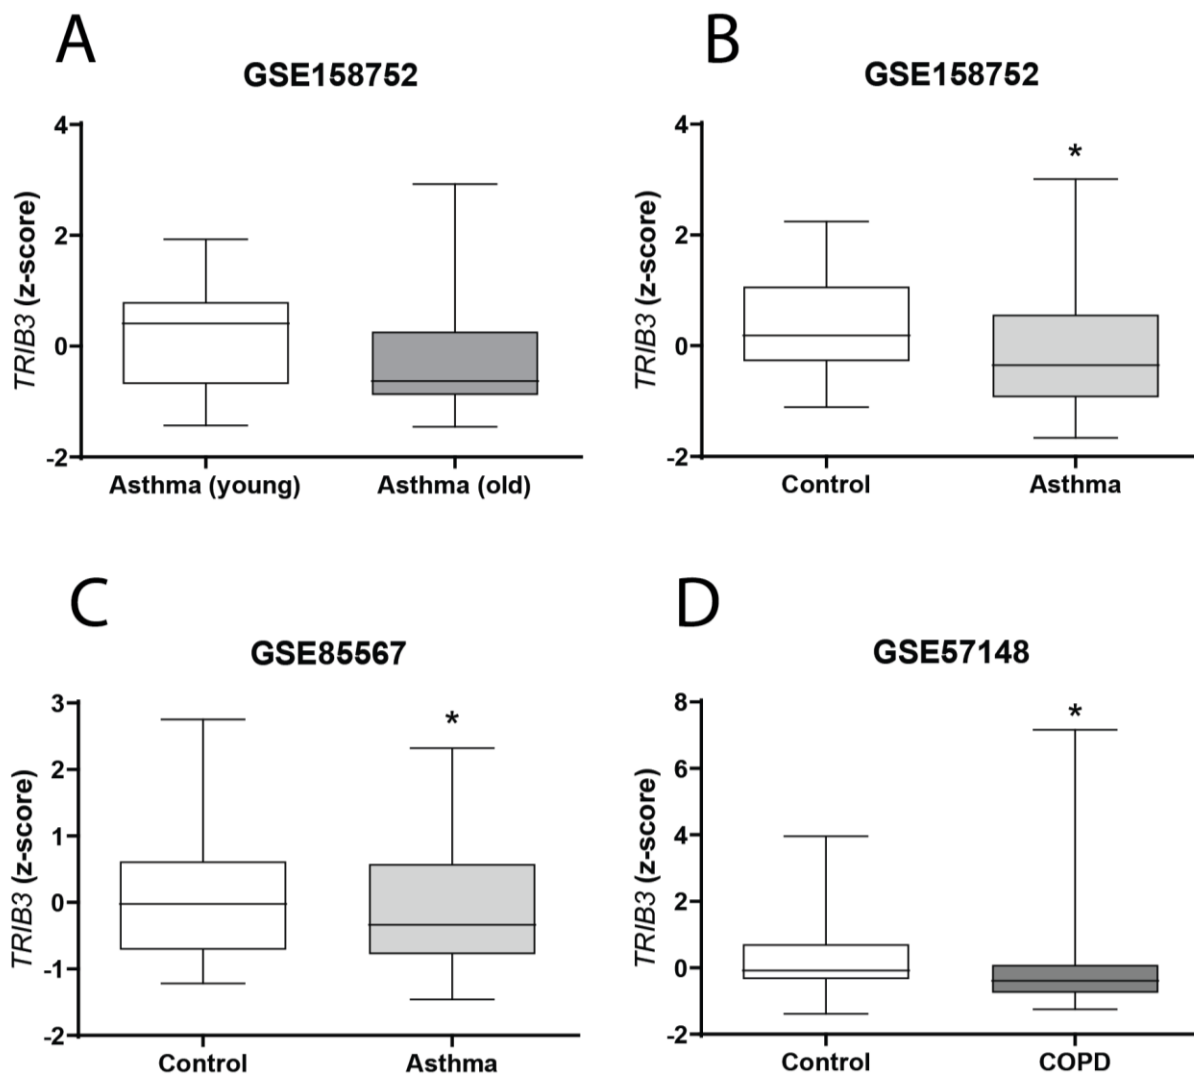 A
GSE158752
4
2
0
-2
TRIB3 (z-score)
Asthma (young)
Asthma (old)
B
GSE158752
*
4
2
0
-2
TRIB3 (z-score)
Control
Asthma
C
GSE85567
*
3
2
1
0
-1
-2
TRIB3 (z-score)
Control
Asthma
D
GSE57148
*
8
6
4
2
0
-2
TRIB3 (z-score)
Control
COPD